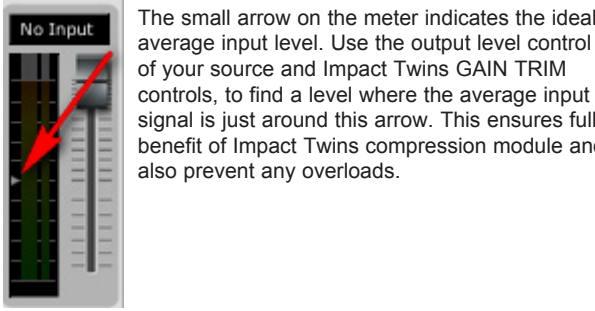 No Input
The small arrow on the meter indicates the ideal
average input level. Use the output level control
of your source and Impact Twins GAIN TRIM
controls, to find a level where the average input
signal is just around this arrow. This ensures full
benefit of Impact Twins compression module an
also prevent any overloads.